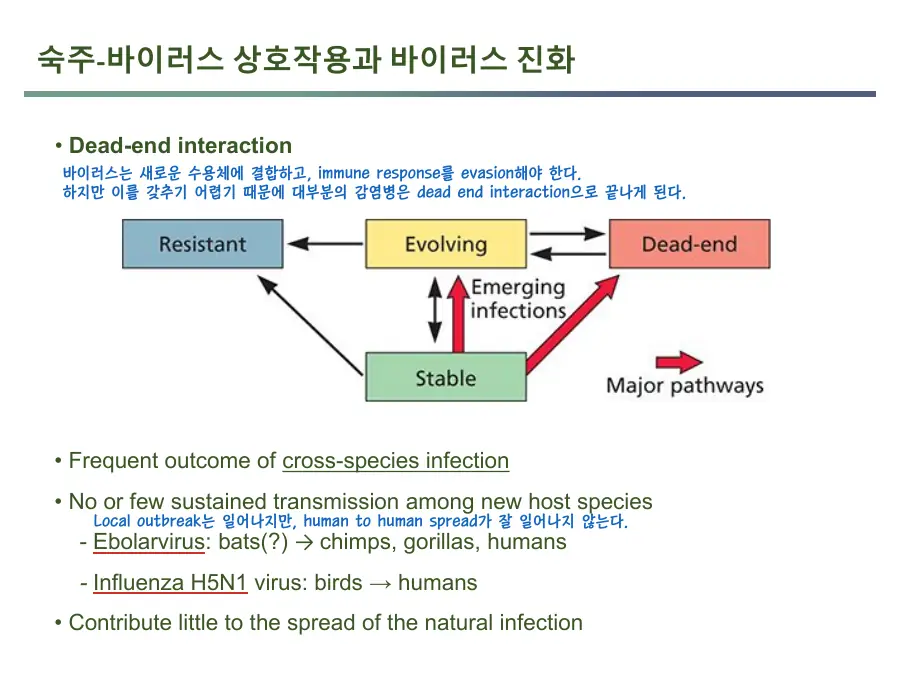 숙주-바이러스 상호작용과 바이러스 진화
• Dead-end interaction
바이러스는 새로운 수용체에 결합하고, immune response를 evasion해야 한다.
하지만 이를 갖추기 어렵기 때문에 대부분의 감염병은 dead end interaction으로 끝나게 된다.
Resistant
Evolving
Dead-end
Emerging
infections
Stable
Major pathways
• Frequent outcome of cross-species infection
• No or few sustained transmission among new host species
Local outbreak는 일어나지만, human to human spread가 잘 일어나지 않는다.
- Ebolarvirus: bats(?) → chimps, gorillas, humans
- Influenza H5N1 virus: birds → humans
• Contribute little to the spread of the natural infection